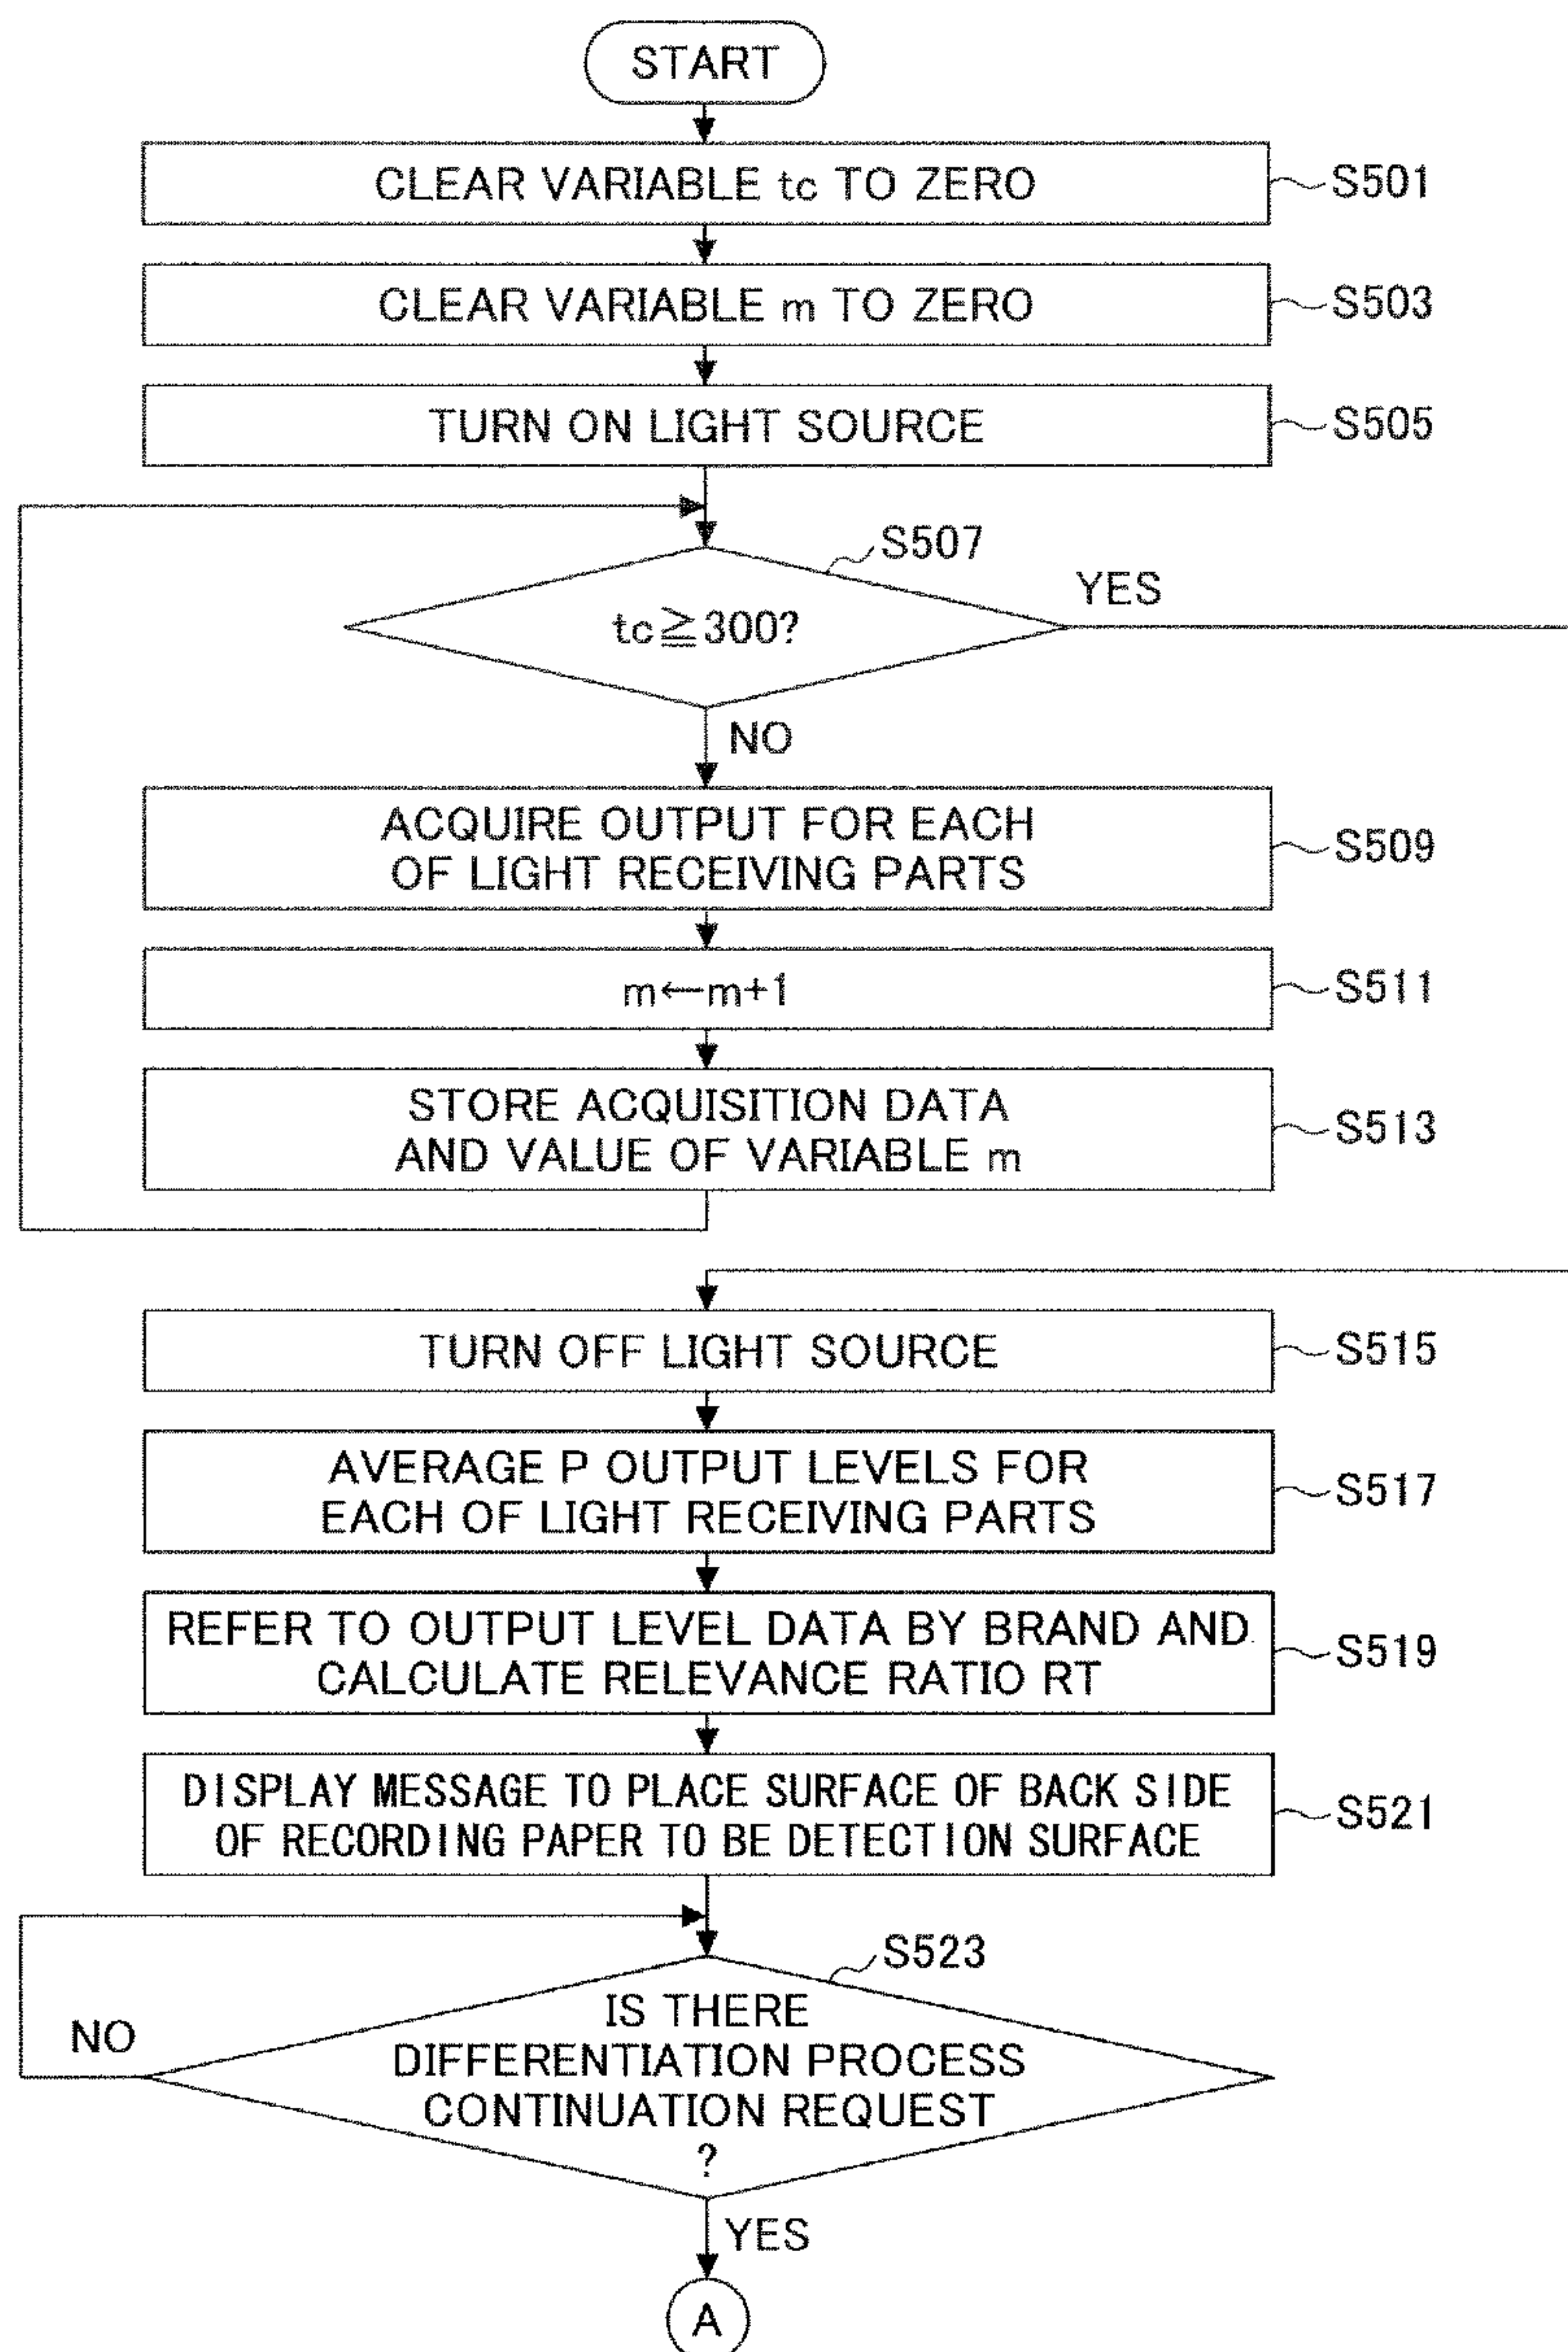 START
CLEAR VARIABLE tc TO ZERO
S501
CLEAR VARIABLE m TO ZERO
S503
TURN ON LIGHT SOURCE
S505
S507
tc≧300?
YES
NO
ACQUIRE OUTPUT FOR EACH
OF LIGHT RECEIVING PARTS
S509
m←m+1
S511
STORE ACQUISITION DATA
AND VALUE OF VARIABLE m
S513
TURN OFF LIGHT SOURCE
S515
AVERAGE P OUTPUT LEVELS FOR
EACH OF LIGHT RECEIVING PARTS
S517
REFER TO OUTPUT LEVEL DATA BY BRAND AND
CALCULATE RELEVANCE RATIO RT
S519
DISPLAY MESSAGE TO PLACE SURFACE OF BACK SIDE
OF RECORDING PAPER TO BE DETECTION SURFACE
S521
S523
IS THERE
DIFFERENTIATION PROCESS
CONTINUATION REQUEST
?
NO
YES
A